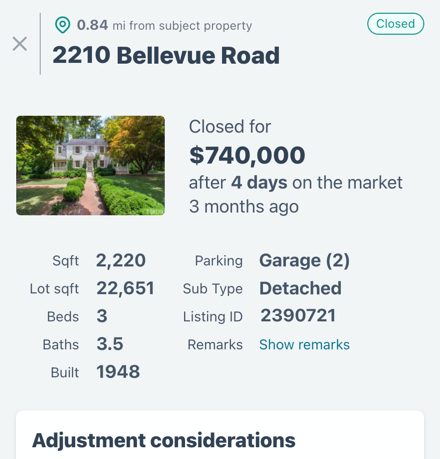 0.84 mi from subject property
Closed
2210 Bellevue Road
Closed for
$740,000
after 4 days on the market
3 months ago
Sqft 2,220
Parking Garage (2)
Lot sqft 22,651
Sub Type Detached
Beds 3
Listing ID 2390721
Baths 3.5
Remarks Show remarks
Built 1948
Adjustment considerations